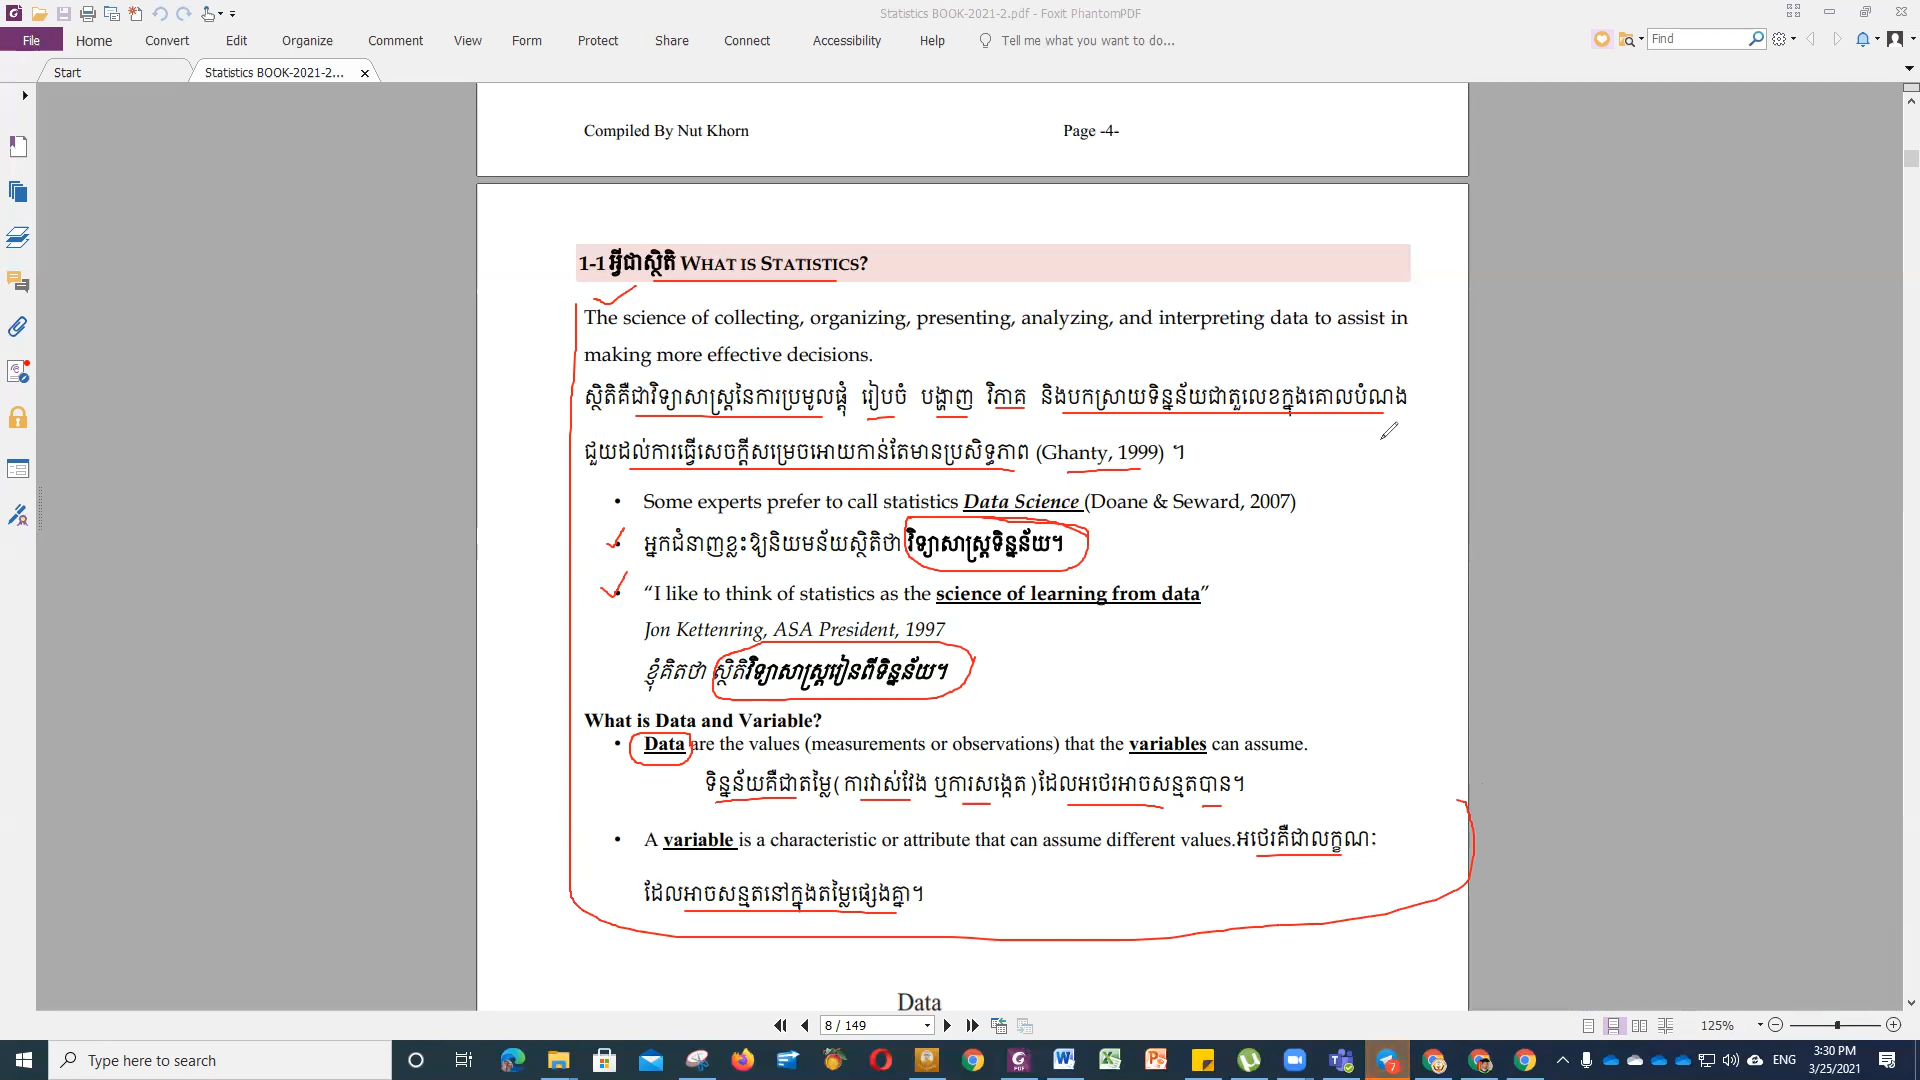 Statistics BOOK-2021-2.pdf - Foxit PhantomPDF
File Home Convert Edit Organize Comment View Form Protect Share Connect Accessibility Help Tell me what you want to do... Find
Start Statistics BOOK-2021-2...
Compiled By Nut Khorn Page -4-
1-1 អ្វីជាស្ថិតិ WHAT IS STATISTICS?
The science of collecting, organizing, presenting, analyzing, and interpreting data to assist in
making more effective decisions.
ស្ថិតិគឺជាវិទ្យាសាស្ត្រនៃការប្រមូលផ្តុំ រៀបចំ បង្ហាញ វិភាគ និងបកស្រាយទិន្នន័យជាតួលេខក្នុងគោលបំណង
ជួយដល់ការធ្វើសេចក្តីសម្រេចអោយកាន់តែមានប្រសិទ្ធភាព (Ghanty, 1999) ។
• Some experts prefer to call statistics Data Science (Doane & Seward, 2007)
• អ្នកជំនាញខ្លះឱ្យនិយមន័យស្ថិតិថា វិទ្យាសាស្ត្រទិន្នន័យ។
• “I like to think of statistics as the science of learning from data”
Jon Kettenring, ASA President, 1997
ខ្ញុំគិតថា ស្ថិតិវិទ្យាសាស្ត្ររៀនពីទិន្នន័យ។
What is Data and Variable?
• Data are the values (measurements or observations) that the variables can assume.
ទិន្នន័យគឺជាតម្លៃ( ការវាស់វែង ឬការសង្កេត )ដែលអថេរអាចសន្មតបាន។
• A variable is a characteristic or attribute that can assume different values.អថេរគឺជាលក្ខណៈ
ដែលអាចសន្មតនៅក្នុងតម្លៃផ្សេងគ្នា។
Data
8 / 149 125%
Type here to search ENG 3:30 PM
3/25/2021